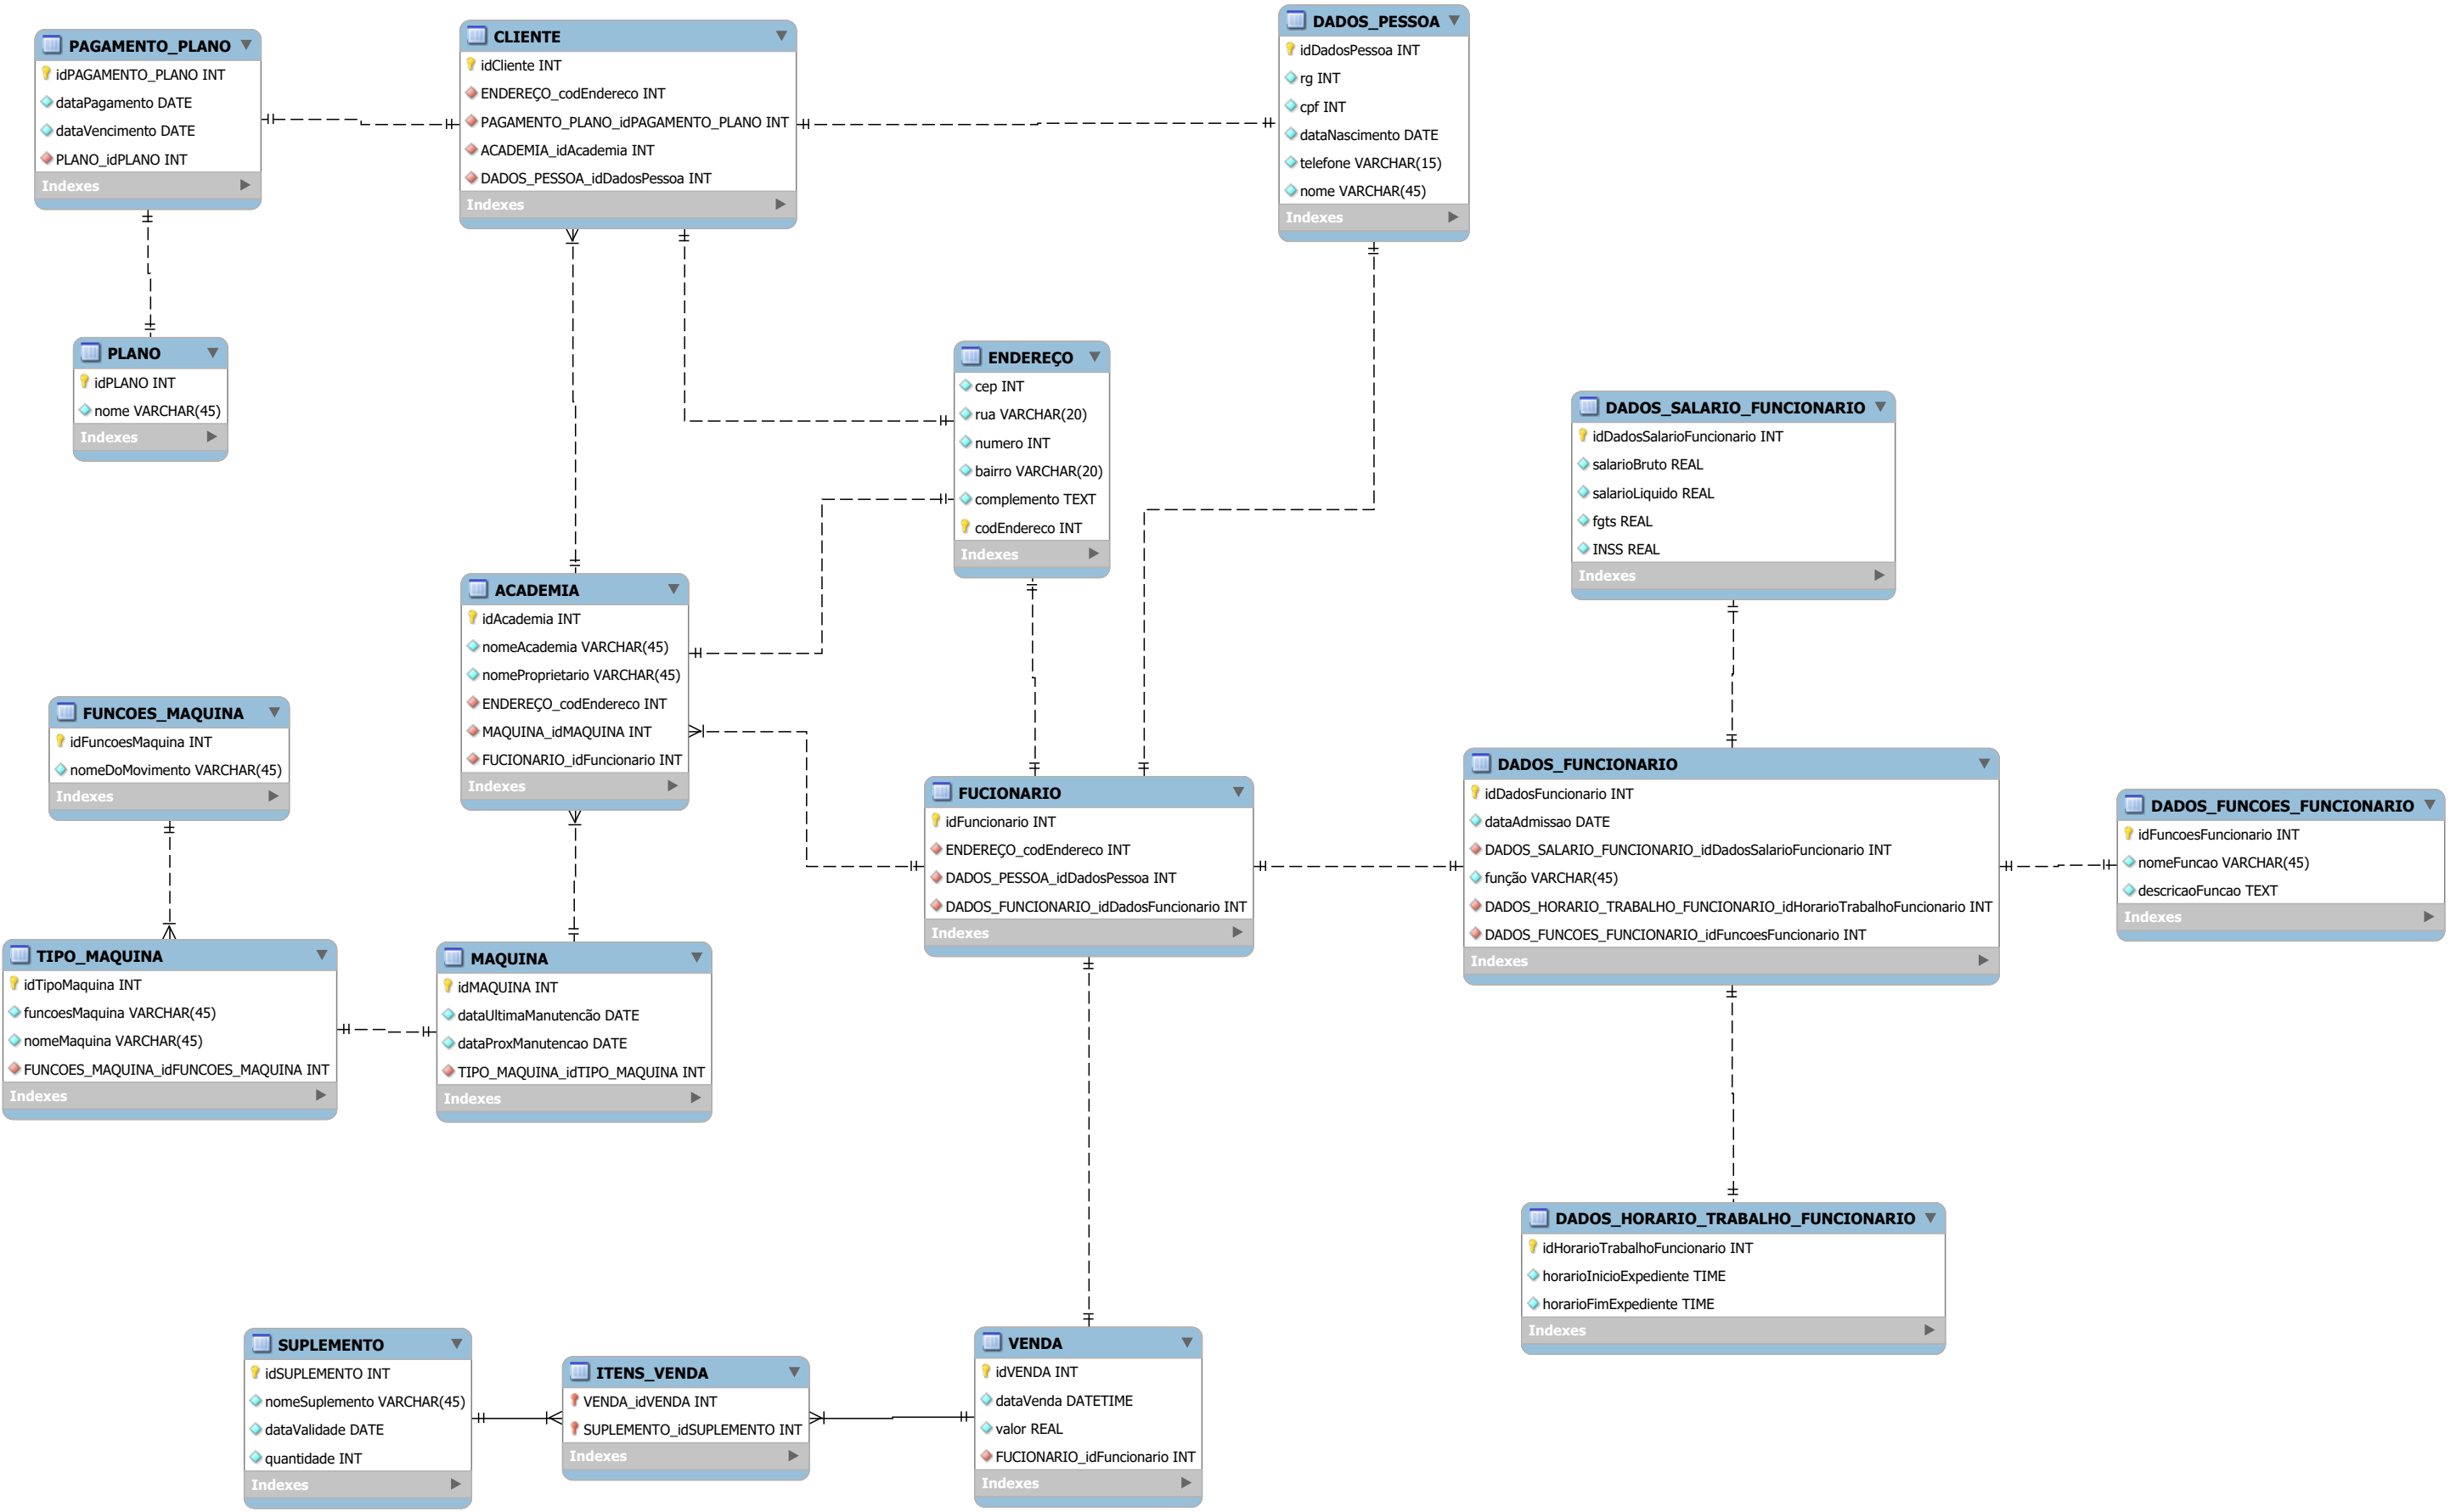 PAGAMENTO_PLANO
idPAGAMENTO_PLANO INT
dataPagamento DATE
dataVencimento DATE
PLANO_idPLANO INT
Indexes
CLIENTE
idCliente INT
ENDEREÇO_codEndereco INT
PAGAMENTO_PLANO_idPAGAMENTO_PLANO INT
ACADEMIA_idAcademia INT
DADOS_PESSOA_idDadosPessoa INT
Indexes
DADOS_PESSOA
idDadosPessoa INT
rg INT
cpf INT
dataNascimento DATE
telefone VARCHAR(15)
nome VARCHAR(45)
Indexes
PLANO
idPLANO INT
nome VARCHAR(45)
Indexes
ENDEREÇO
cep INT
rua VARCHAR(20)
numero INT
bairro VARCHAR(20)
complemento TEXT
codEndereco INT
Indexes
DADOS_SALARIO_FUNCIONARIO
idDadosSalarioFuncionario INT
salarioBruto REAL
salarioLiquido REAL
fgts REAL
INSS REAL
Indexes
ACADEMIA
idAcademia INT
nomeAcademia VARCHAR(45)
nomeProprietario VARCHAR(45)
ENDEREÇO_codEndereco INT
MAQUINA_idMAQUINA INT
FUCIONARIO_idFuncionario INT
Indexes
FUNCOES_MAQUINA
idFuncoesMaquina INT
nomeDoMovimento VARCHAR(45)
Indexes
FUCIONARIO
idFuncionario INT
ENDEREÇO_codEndereco INT
DADOS_PESSOA_idDadosPessoa INT
DADOS_FUNCIONARIO_idDadosFuncionario INT
Indexes
DADOS_FUNCIONARIO
idDadosFuncionario INT
dataAdmissao DATE
DADOS_SALARIO_FUNCIONARIO_idDadosSalarioFuncionario INT
função VARCHAR(45)
DADOS_HORARIO_TRABALHO_FUNCIONARIO_idHorarioTrabalhoFuncionario INT
DADOS_FUNCOES_FUNCIONARIO_idFuncoesFuncionario INT
Indexes
DADOS_FUNCOES_FUNCIONARIO
idFuncoesFuncionario INT
nomeFuncao VARCHAR(45)
descricaoFuncao TEXT
Indexes
TIPO_MAQUINA
idTipoMaquina INT
funcoesMaquina VARCHAR(45)
nomeMaquina VARCHAR(45)
FUNCOES_MAQUINA_idFUNCOES_MAQUINA INT
Indexes
MAQUINA
idMAQUINA INT
dataUltimaManutencão DATE
dataProxManutencao DATE
TIPO_MAQUINA_idTIPO_MAQUINA INT
Indexes
DADOS_HORARIO_TRABALHO_FUNCIONARIO
idHorarioTrabalhoFuncionario INT
horarioInicioExpediente TIME
horarioFimExpediente TIME
Indexes
SUPLEMENTO
idSUPLEMENTO INT
nomeSuplemento VARCHAR(45)
dataValidade DATE
quantidade INT
Indexes
ITENS_VENDA
VENDA_idVENDA INT
SUPLEMENTO_idSUPLEMENTO INT
Indexes
VENDA
idVENDA INT
dataVenda DATETIME
valor REAL
FUCIONARIO_idFuncionario INT
Indexes